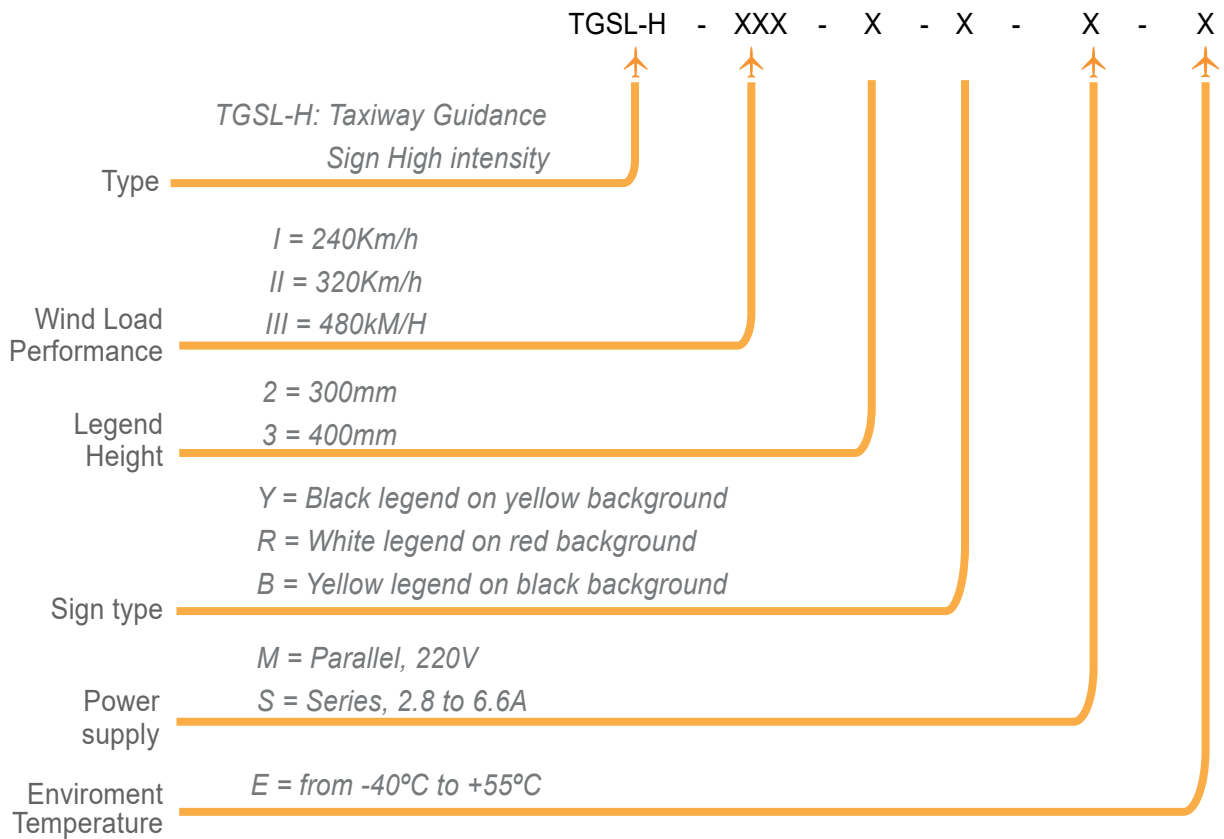 TGSL-H - XXX - X - X - X - X
TGSL-H: Taxiway Guidance
Sign High intensity
Type
I = 240Km/h
II = 320Km/h
III = 480kM/H
Wind Load
Performance
2 = 300mm
3 = 400mm
Legend
Height
Y = Black legend on yellow background
R = White legend on red background
B = Yellow legend on black background
Sign type
M = Parallel, 220V
S = Series, 2.8 to 6.6A
Power
supply
E = from -40ºC to +55ºC
Enviroment
Temperature